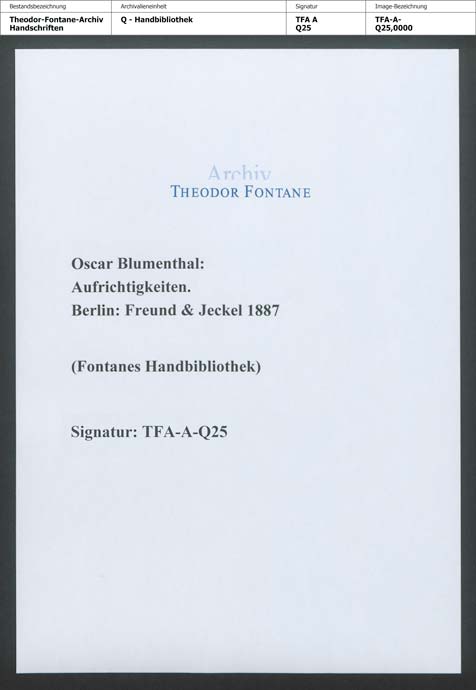 Bestandsbezeichnung
Archivalieneinheit
Signatur
Image-Bezeichnung
Theodor-Fontane-Archiv
Handschriften
Q - Handbibliothek
TFA A
Q25
TFA-A-
Q25,0000
Archiv
THEODOR FONTANE
Oscar Blumenthal:
Aufrichtigkeiten.
Berlin: Freund & Jeckel 1887
(Fontanes Handbibliothek)
Signatur: TFA-A-Q25